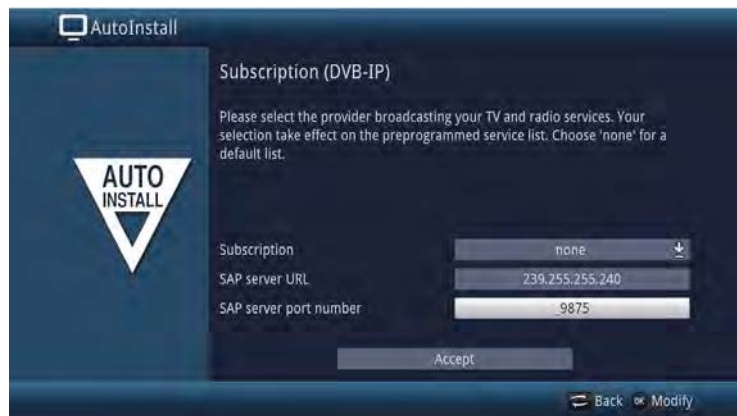 AutoInstall
Subscription (DVB-IP)
Please select the provider broadcasting your TV and radio services. Your
selection take effect on the preprogrammed service list. Choose 'none' for a
default list.
AUTO
INSTALL
Subscription none
SAP server URL 239.255.255.240
SAP server port number _9875
Accept
Back OK Modify